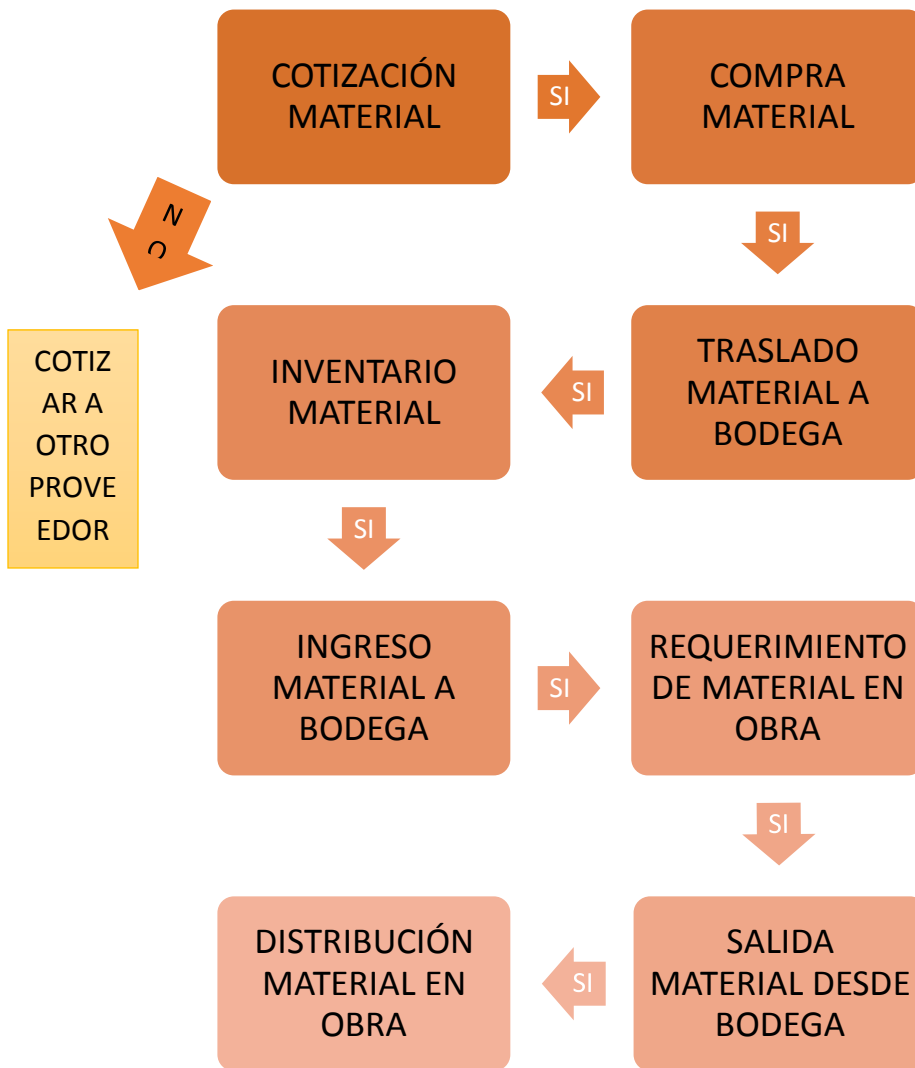 COTIZACIÓN
MATERIAL
SI
COMPRA
MATERIAL
N
O
SI
COTIZ
AR A
OTRO
PROVE
EDOR
INVENTARIO
MATERIAL
SI
TRASLADO
MATERIAL A
BODEGA
SI
INGRESO
MATERIAL A
BODEGA
SI
REQUERIMIENTO
DE MATERIAL EN
OBRA
SI
DISTRIBUCIÓN
MATERIAL EN
OBRA
SI
SALIDA
MATERIAL DESDE
BODEGA